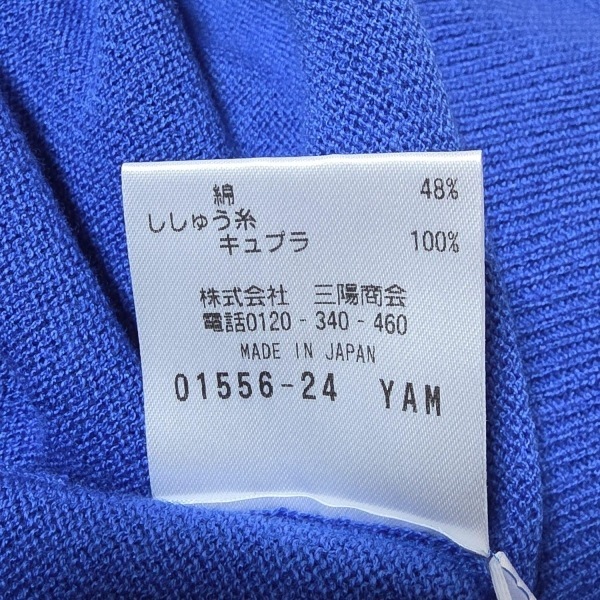 綿 48%
ししゅう糸
キュプラ 100%
株式会社 三陽商会
電話0120-340-460
MADE IN JAPAN
01556-24 YAM